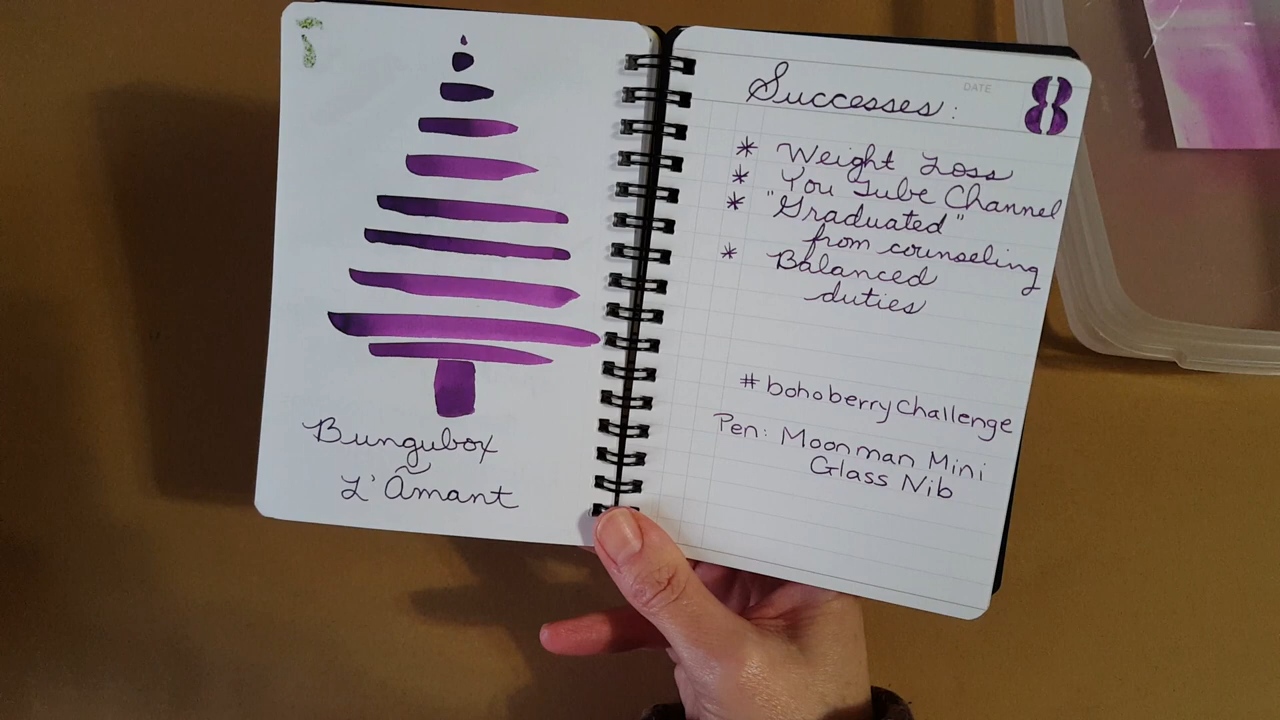 Bungubox
L'Amant
DATE
8
Successes:
* Weight Loss
* You Tube Channel
* "Graduated"
from counseling
* Balanced
duties
#bohoberryChallenge
Pen: Moonman Mini
Glass Nib